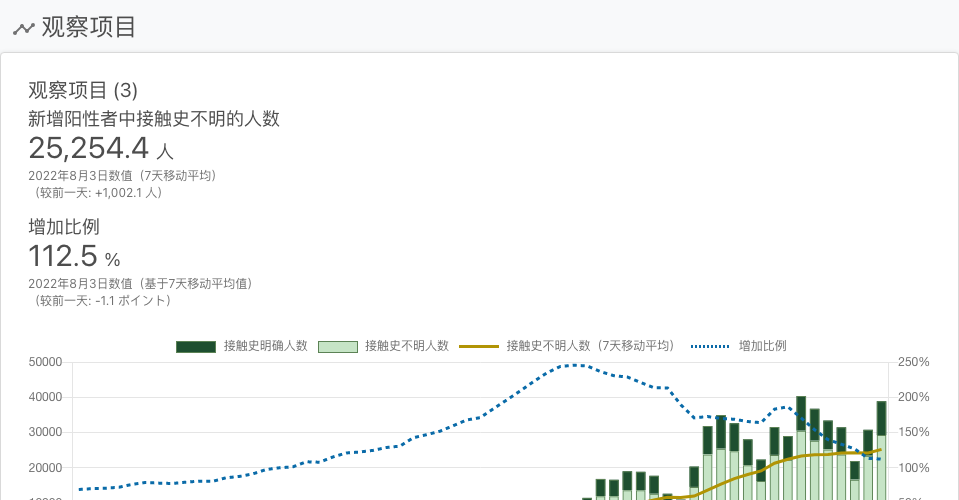 观察项目
观察项目 (3)
新增阳性者中接触史不明的人数
25,254.4 人
2022年8月3日数值（7天移动平均）
（较前一天: +1,002.1 人）
增加比例
112.5 %
2022年8月3日数值（基于7天移动平均值）
（较前一天: -1.1 ポイント）
接触史明确人数 接触史不明人数 接触史不明人数（7天移动平均） 增加比例
50000 250%
40000 200%
30000 150%
20000 100%